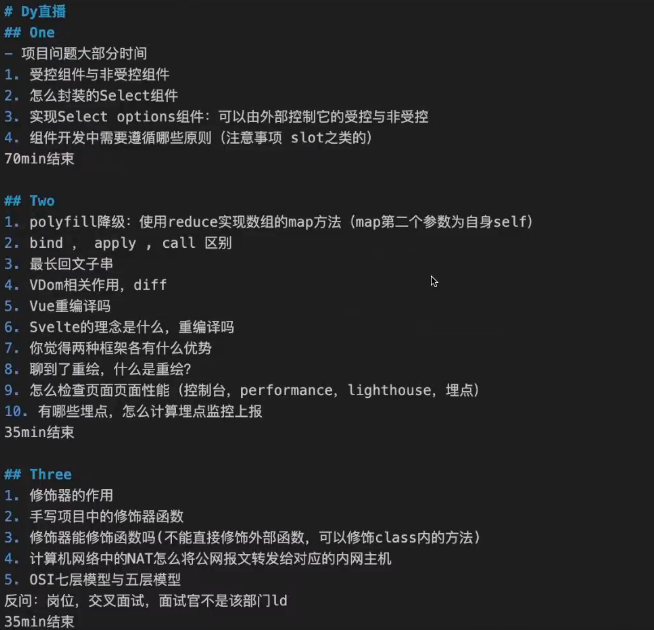 # Dy直播
## One
- 项目问题大部分时间
1. 受控组件与非受控组件
2. 怎么封装的Select组件
3. 实现Select options组件: 可以由外部控制它的受控与非受控
4. 组件开发中需要遵循哪些原则（注意事项 slot之类的）
70min结束
## Two
1. polyfill降级: 使用reduce实现数组的map方法（map第二个参数为自身self）
2. bind , apply , call 区别
3. 最长回文子串
4. VDom相关作用, diff
5. Vue重编译吗
6. Svelte的理念是什么, 重编译吗
7. 你觉得两种框架各有什么优势
8. 聊到了重绘, 什么是重绘?
9. 怎么检查页面页面性能（控制台, performance, lighthouse, 埋点）
10. 有哪些埋点, 怎么计算埋点监控上报
35min结束
## Three
1. 修饰器的作用
2. 手写项目中的修饰器函数
3. 修饰器能修饰函数吗(不能直接修饰外部函数, 可以修饰class内的方法)
4. 计算机网络中的NAT怎么将公网报文转发给对应的内网主机
5. OSI七层模型与五层模型
反问: 岗位, 交叉面试, 面试官不是该部门ld
35min结束